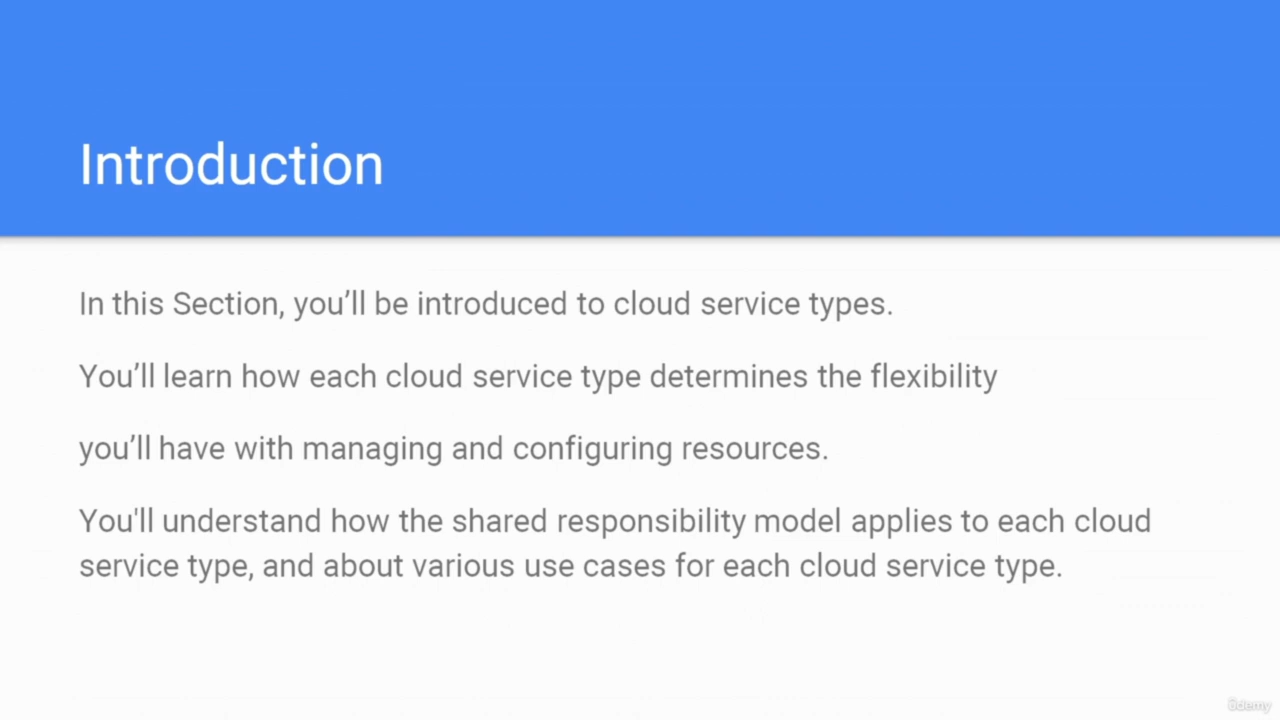 Introduction
In this Section, you’ll be introduced to cloud service types.
You’ll learn how each cloud service type determines the flexibility
you’ll have with managing and configuring resources.
You'll understand how the shared responsibility model applies to each cloud
service type, and about various use cases for each cloud service type.
ûdemy